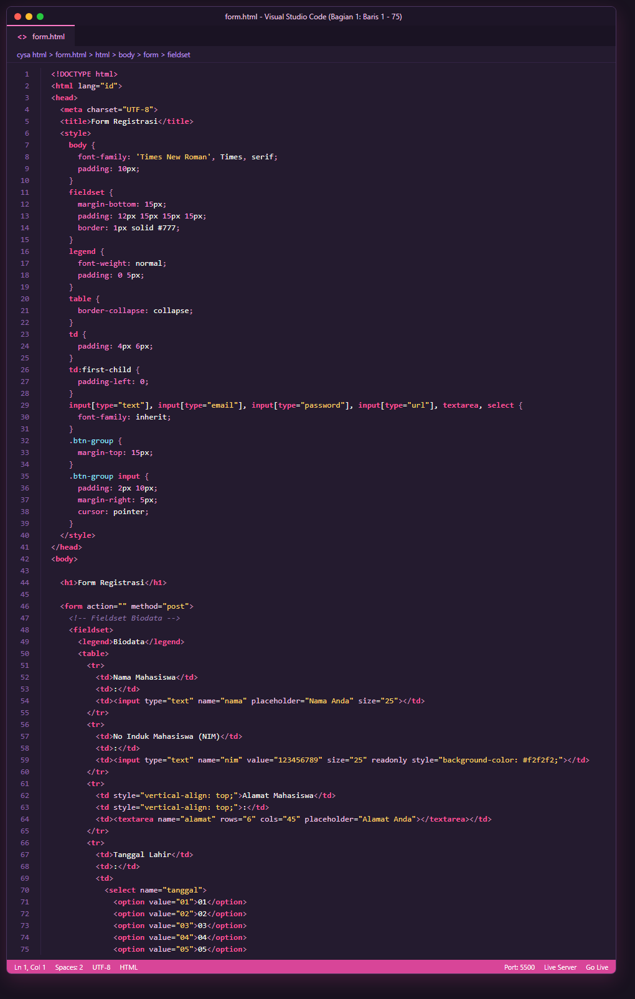 form.html - Visual Studio Code (Bagian 1: Baris 1 - 75)
<> form.html
cysa html > form.html > html > body > form > fieldset
1 <!DOCTYPE html>
2 <html lang="id">
3 <head>
4   <meta charset="UTF-8">
5   <title>Form Registrasi</title>
6   <style>
7     body {
8       font-family: 'Times New Roman', Times, serif;
9       padding: 10px;
10     }
11     fieldset {
12       margin-bottom: 15px;
13       padding: 12px 15px 15px 15px;
14       border: 1px solid #777;
15     }
16     legend {
17       font-weight: normal;
18       padding: 0 5px;
19     }
20     table {
21       border-collapse: collapse;
22     }
23     td {
24       padding: 4px 6px;
25     }
26     td:first-child {
27       padding-left: 0;
28     }
29     input[type="text"], input[type="email"], input[type="password"], input[type="url"], textarea, select {
30       font-family: inherit;
31     }
32     .btn-group {
33       margin-top: 15px;
34     }
35     .btn-group input {
36       padding: 2px 10px;
37       margin-right: 5px;
38       cursor: pointer;
39     }
40   </style>
41 </head>
42 <body>
43
44   <h1>Form Registrasi</h1>
45
46   <form action="" method="post">
47     <!-- Fieldset Biodata -->
48     <fieldset>
49       <legend>Biodata</legend>
50       <table>
51         <tr>
52           <td>Nama Mahasiswa</td>
53           <td>:</td>
54           <td><input type="text" name="nama" placeholder="Nama Anda" size="25"></td>
55         </tr>
56         <tr>
57           <td>No Induk Mahasiswa (NIM)</td>
58           <td>:</td>
59           <td><input type="text" name="nim" value="123456789" size="25" readonly style="background-color: #f2f2f2;"></td>
60         </tr>
61         <tr>
62           <td style="vertical-align: top;">Alamat Mahasiswa</td>
63           <td style="vertical-align: top;">:</td>
64           <td><textarea name="alamat" rows="6" cols="45" placeholder="Alamat Anda"></textarea></td>
65         </tr>
66         <tr>
67           <td>Tanggal Lahir</td>
68           <td>:</td>
69           <td>
70             <select name="tanggal">
71               <option value="01">01</option>
72               <option value="02">02</option>
73               <option value="03">03</option>
74               <option value="04">04</option>
75               <option value="05">05</option>
Ln 1, Col 1 Spaces: 2 UTF-8 HTML Port: 5500 Live Server Go Live